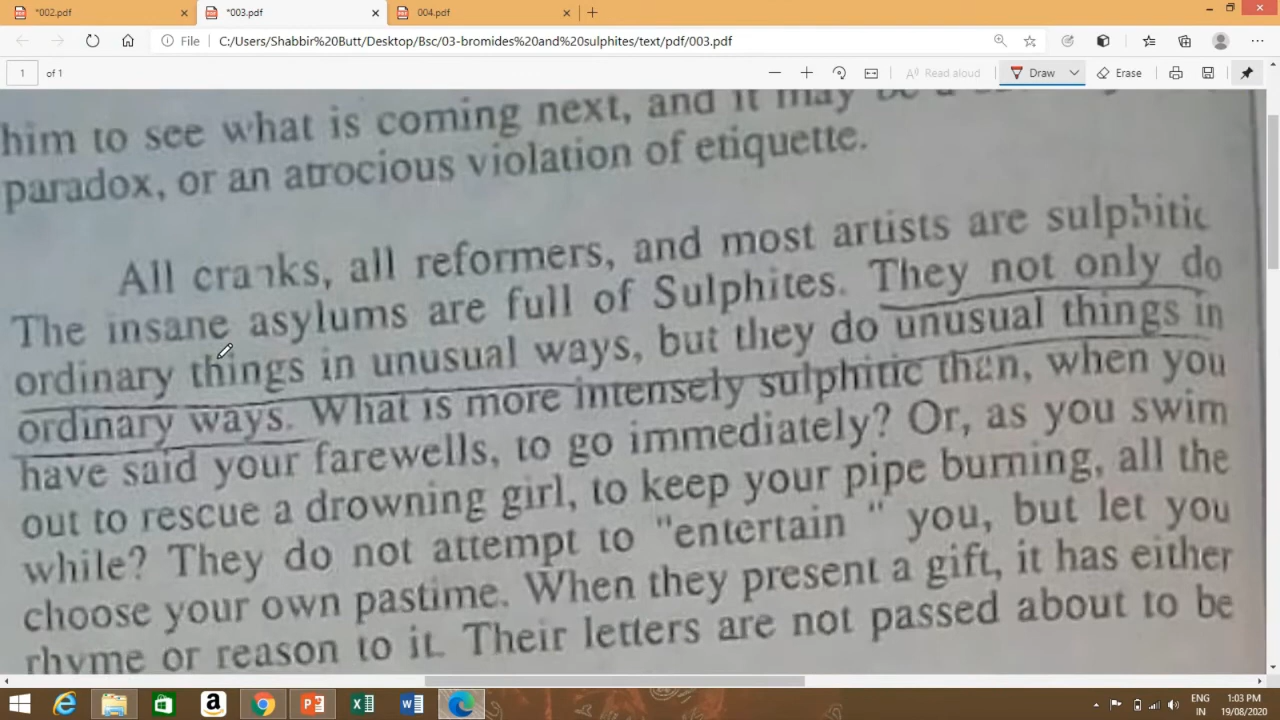 *002.pdf
*003.pdf
004.pdf
File C:/Users/Shabbir%20Butt/Desktop/Bsc/03-bromides%20and%20sulphites/text/pdf/003.pdf
1 of 1 Read aloud Draw Erase
him to see what is coming next, and it may be a
paradox, or an atrocious violation of etiquette.
All cranks, all reformers, and most artists are sulphitic
The insane asylums are full of Sulphites. They not only do
ordinary things in unusual ways, but they do unusual things in
ordinary ways. What is more intensely sulphitic than, when you
have said your farewells, to go immediately? Or, as you swim
out to rescue a drowning girl, to keep your pipe burning, all the
while? They do not attempt to "entertain " you, but let you
choose your own pastime. When they present a gift, it has either
rhyme or reason to it. Their letters are not passed about to be
ENG 1:03 PM
IN 19/08/2020